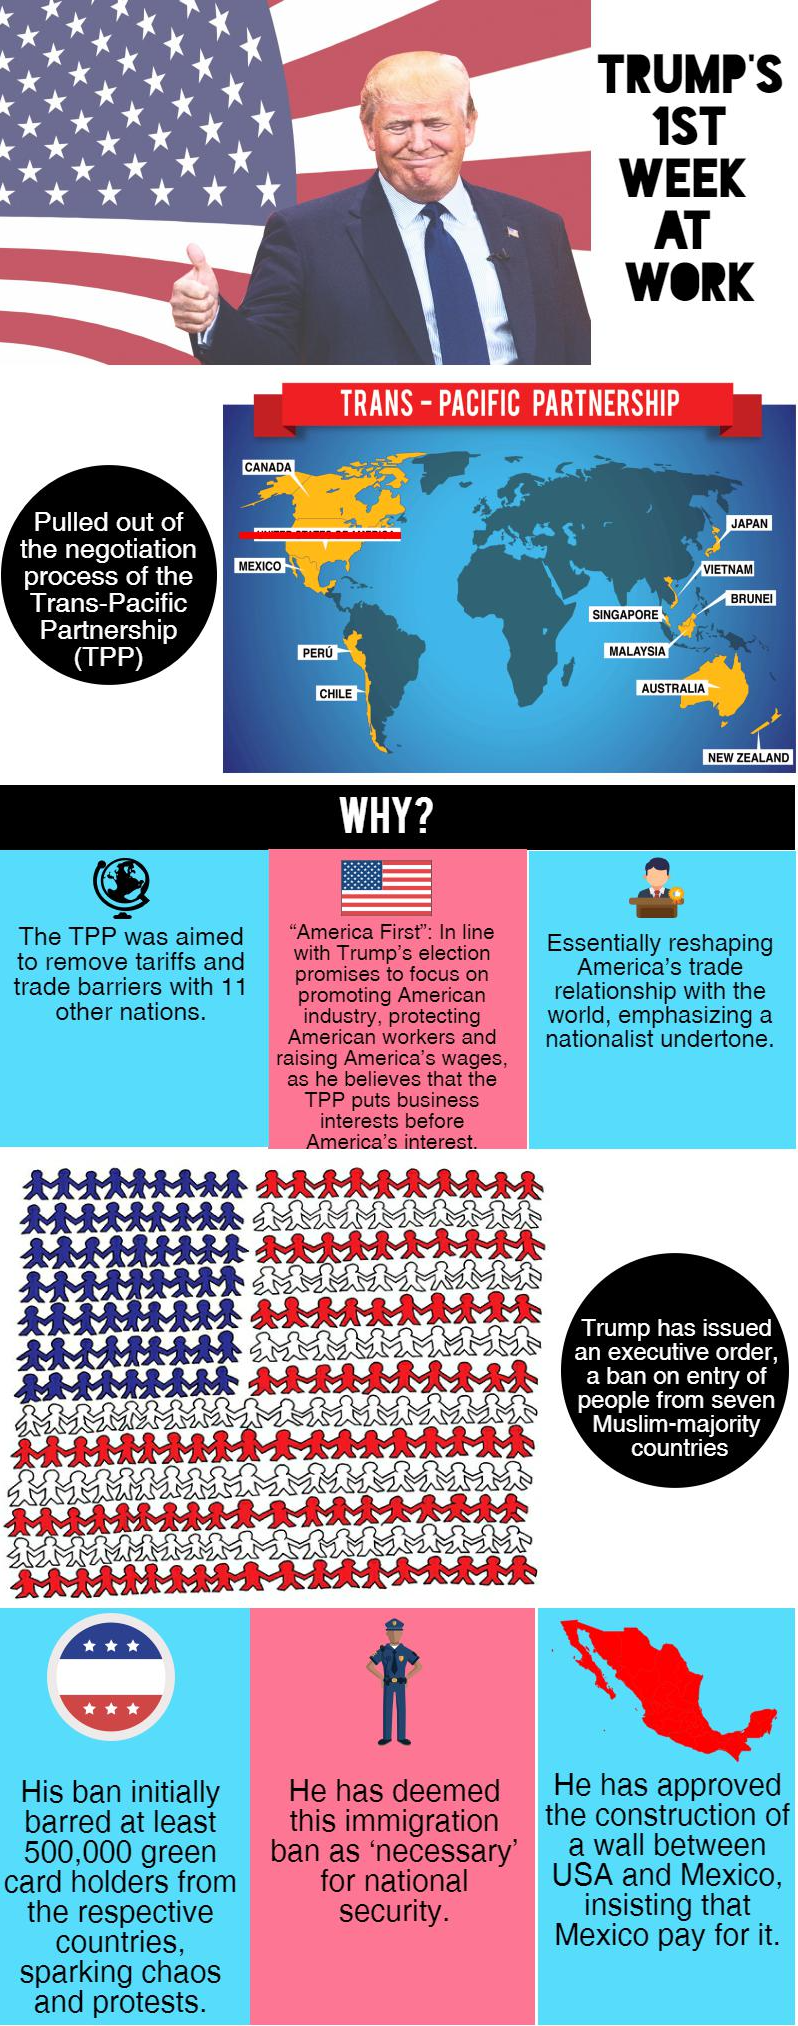 TRUMP'S
1ST
WEEK
AT
WORK
TRANS - PACIFIC PARTNERSHIP
Pulled out of
the negotiation
process of the
Trans-Pacific
Partnership
(TPP)
CANADA
UNITED STATES OF AMERICA
MEXICO
PERÚ
CHILE
JAPAN
VIETNAM
BRUNEI
SINGAPORE
MALAYSIA
AUSTRALIA
NEW ZEALAND
WHY?
The TPP was aimed
to remove tariffs and
trade barriers with 11
other nations.
“America First”: In line
with Trump’s election
promises to focus on
promoting American
industry, protecting
American workers and
raising America’s wages,
as he believes that the
TPP puts business
interests before
America’s interest.
Essentially reshaping
America’s trade
relationship with the
world, emphasizing a
nationalist undertone.
Trump has issued
an executive order,
a ban on entry of
people from seven
Muslim-majority
countries
His ban initially
barred at least
500,000 green
card holders from
the respective
countries,
sparking chaos
and protests.
He has deemed
this immigration
ban as ‘necessary’
for national
security.
He has approved
the construction of
a wall between
USA and Mexico,
insisting that
Mexico pay for it.